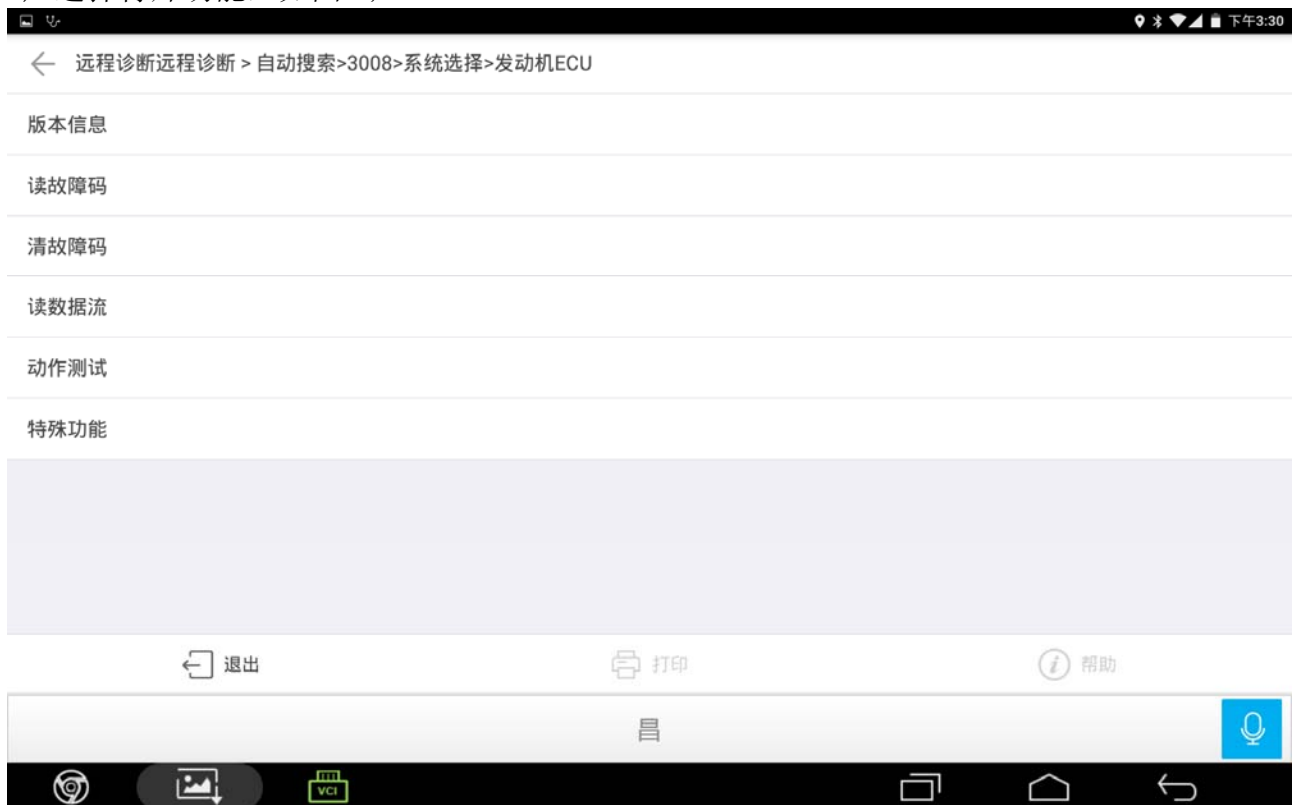 下午3:30
远程诊断远程诊断 > 自动搜索>3008>系统选择>发动机ECU
版本信息
读故障码
清故障码
读数据流
动作测试
特殊功能
退出
打印
帮助
昌
VCI